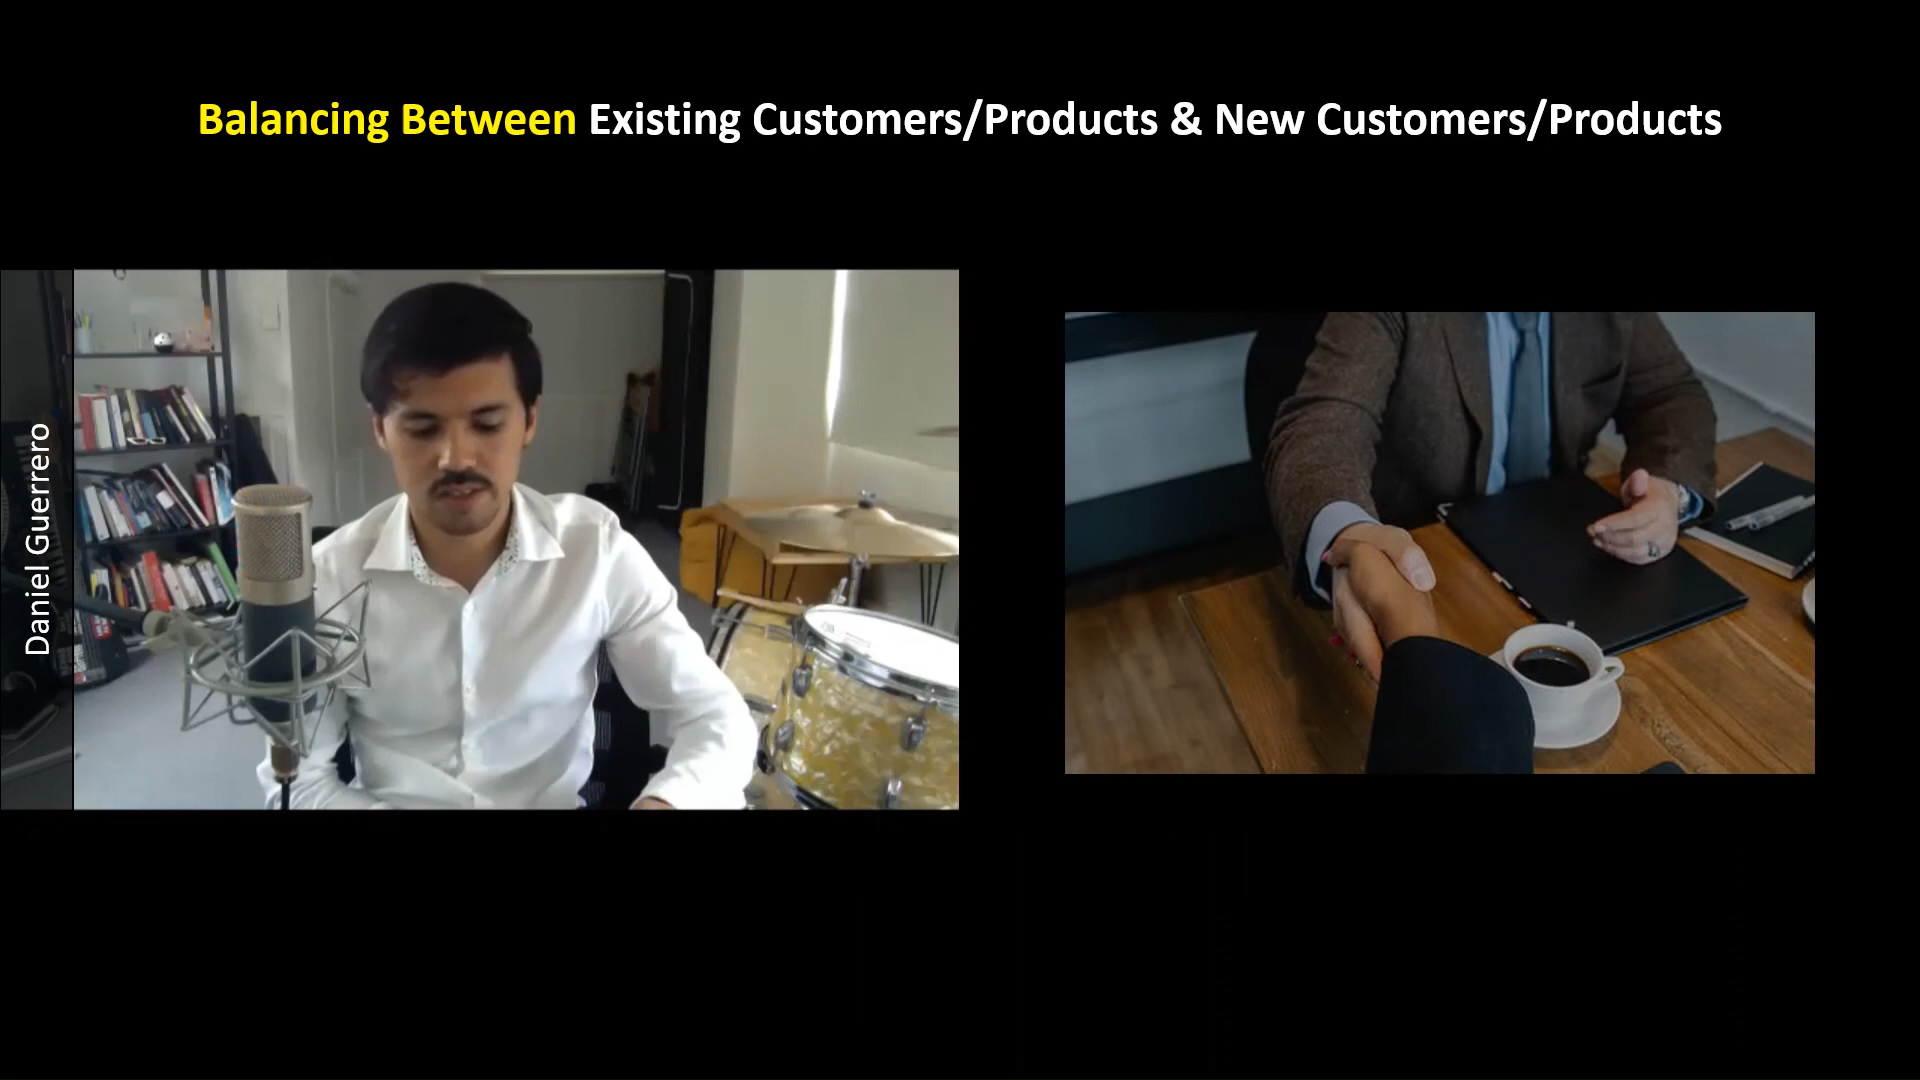 Balancing Between Existing Customers/Products & New Customers/Products
Daniel Guerrero